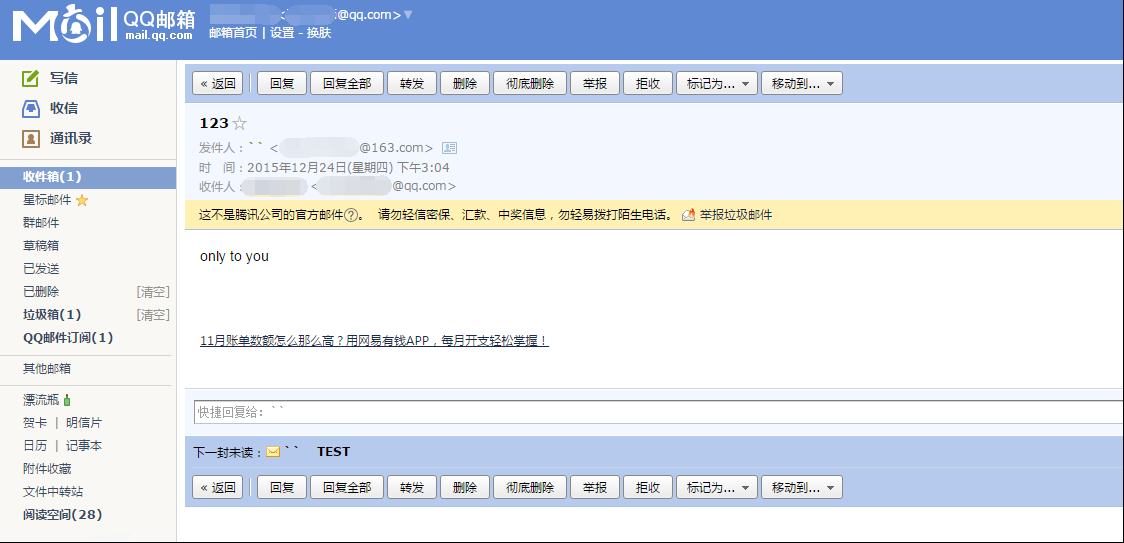 Mail QQ邮箱
mail.qq.com
@qq.com>
邮箱首页 | 设置 - 换肤
写信
收信
通讯录
收件箱(1)
星标邮件
群邮件
草稿箱
已发送
已删除 [清空]
垃圾箱(1) [清空]
QQ邮件订阅(1)
其他邮箱
漂流瓶
贺卡 | 明信片
日历 | 记事本
附件收藏
文件中转站
阅读空间(28)
« 返回 回复 回复全部 转发 删除 彻底删除 举报 拒收 标记为... 移动到...
123
发件人：`` < @163.com>
时 间：2015年12月24日(星期四) 下午3:04
收件人： < @qq.com>
这不是腾讯公司的官方邮件?。 请勿轻信密保、汇款、中奖信息，勿轻易拨打陌生电话。 举报垃圾邮件
only to you
11月账单数额怎么那么高？用网易有钱APP，每月开支轻松掌握！
快捷回复给：``
下一封未读：`` TEST
« 返回 回复 回复全部 转发 删除 彻底删除 举报 拒收 标记为... 移动到...